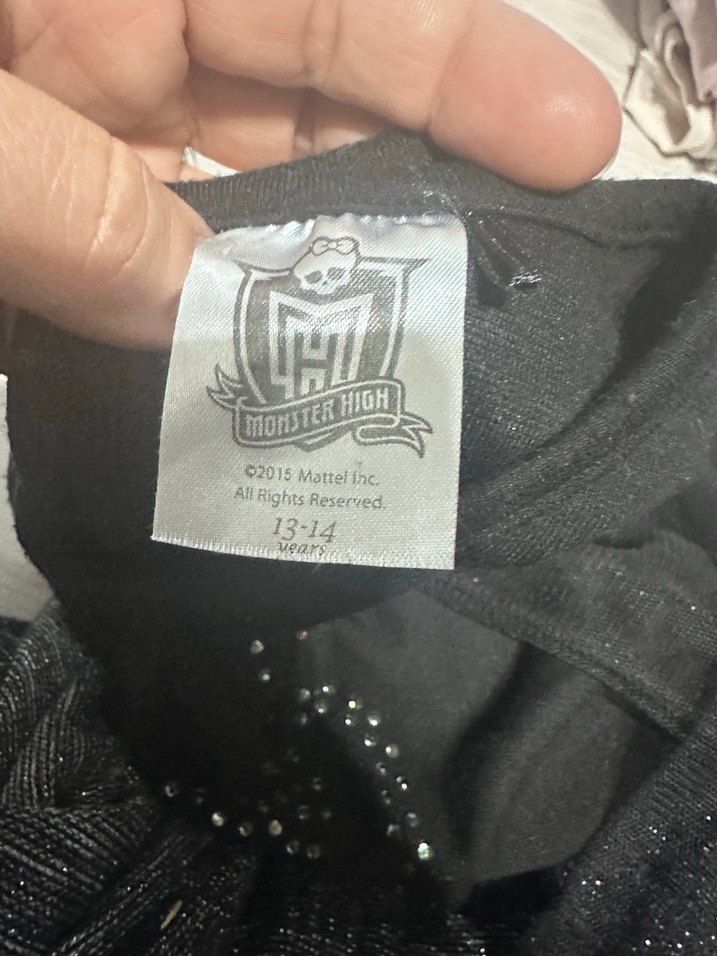 MONSTER HIGH
©2015 Mattel Inc.
All Rights Reserved.
13-14
years